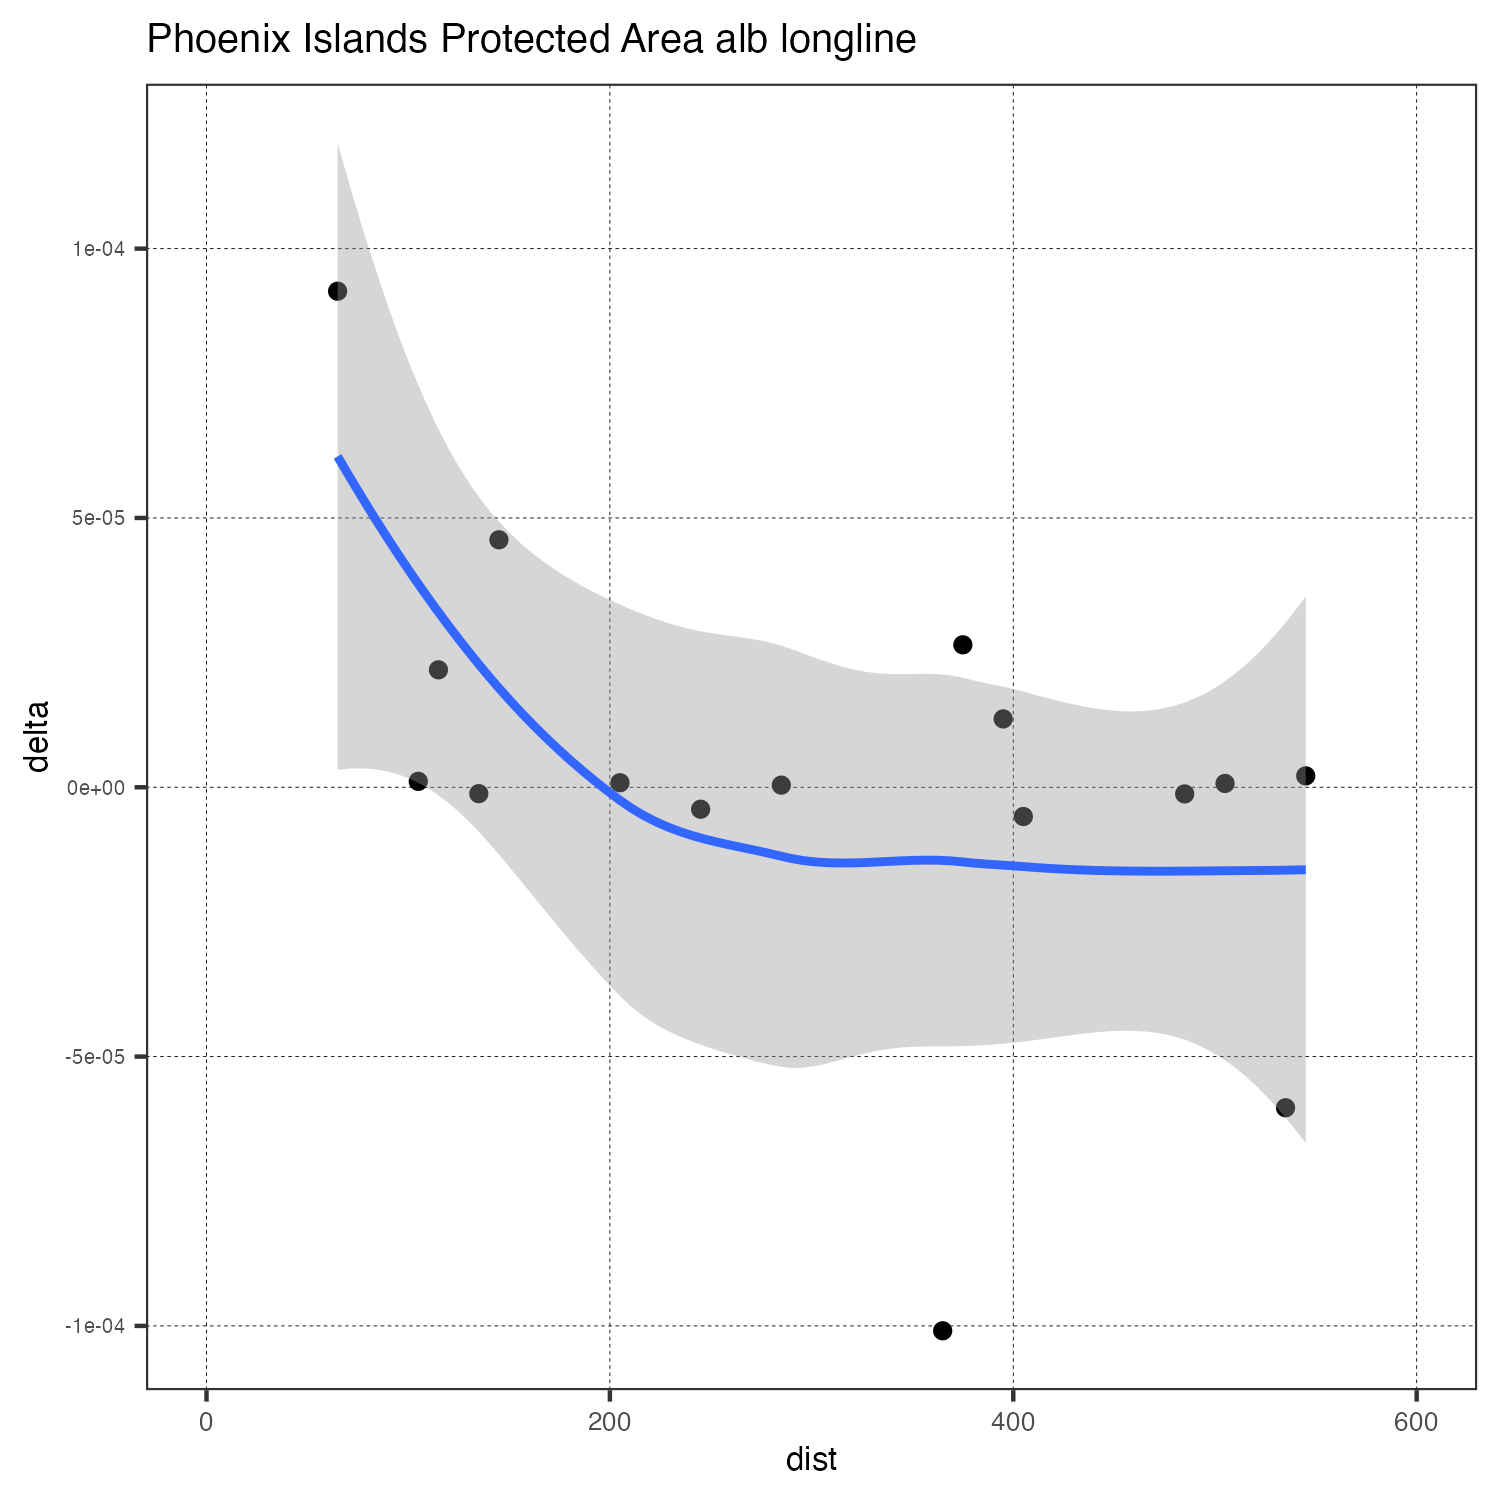 Phoenix Islands Protected Area alb longline
1e-04
5e-05
0e+00
-5e-05
-1e-04
delta
0 200 400 600
dist